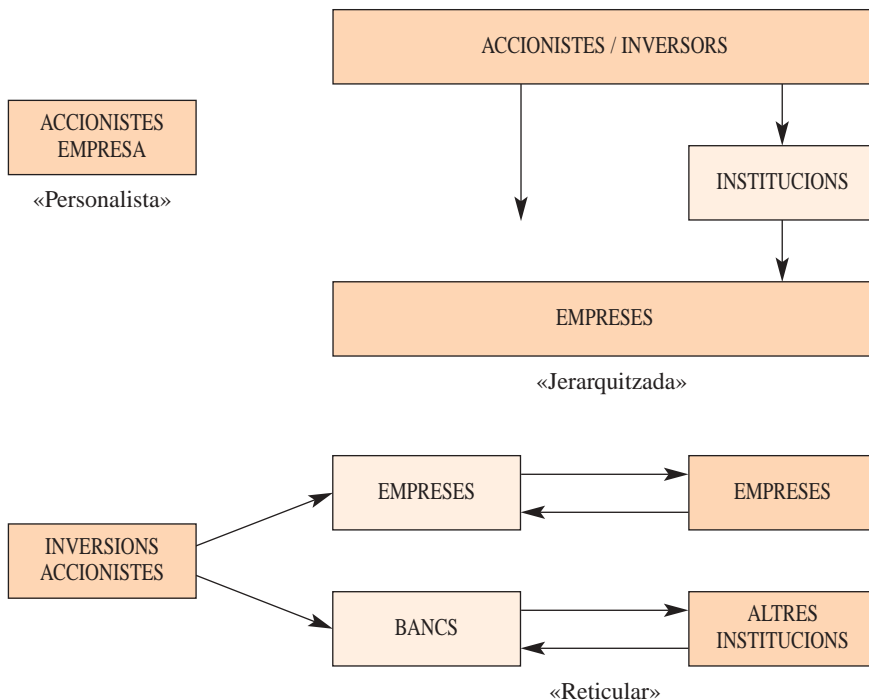 ACCIONISTES / INVERSORS
ACCIONISTES
EMPRESA
«Personalista»
INSTITUCIONS
EMPRESES
«Jerarquitzada»
EMPRESES
EMPRESES
INVERSIONS
ACCIONISTES
BANCS
ALTRES
INSTITUCIONS
«Reticular»